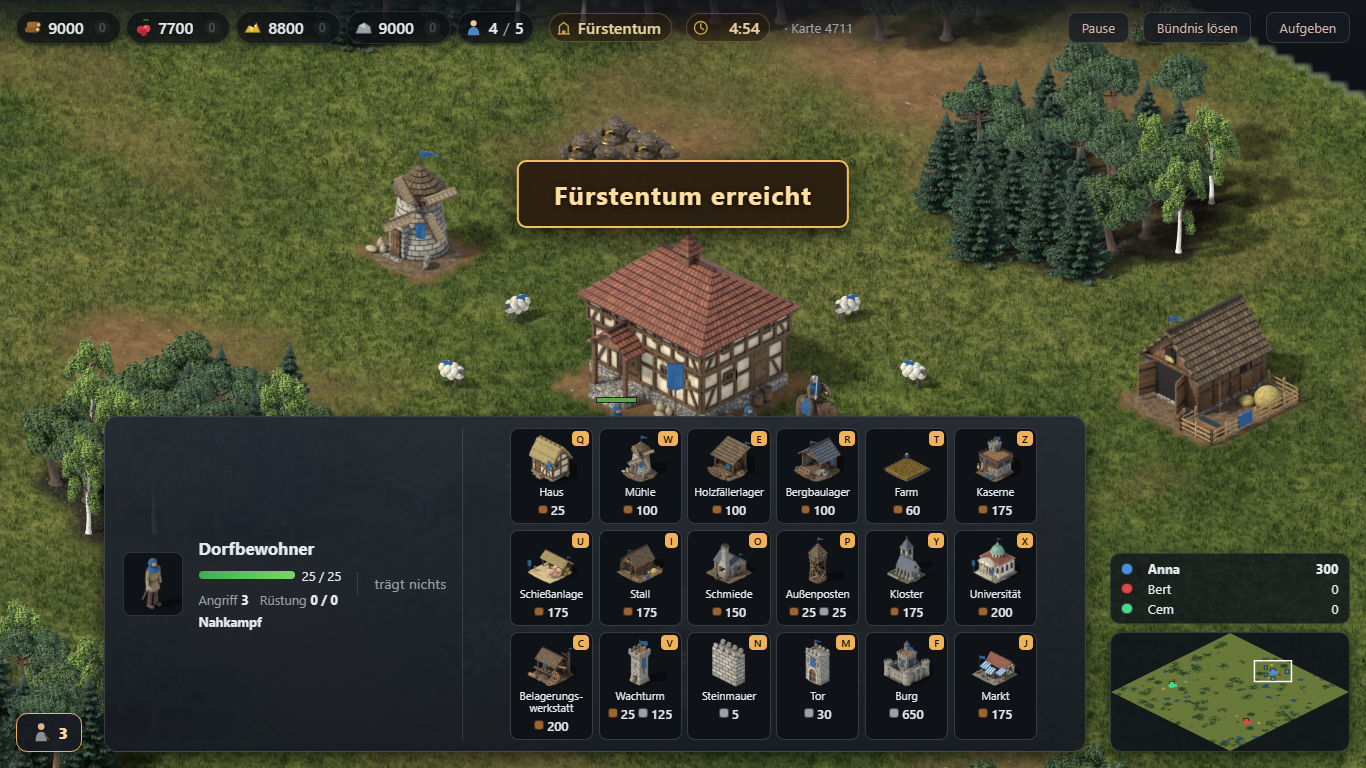 9000 0 7700 0 8800 0 9000 0 4 / 5 Fürstentum 4:54 · Karte 4711 Pause Bündnis lösen Aufgeben
Fürstentum erreicht
Dorfbewohner
25 / 25
Angriff 3 Rüstung 0 / 0
Nahkampf
trägt nichts
Q W E R T Z
Haus Mühle Holzfällerlager Bergbaulager Farm Kaserne
25 100 100 100 60 175
U I O P Y X
Schießanlage Stall Schmiede Außenposten Kloster Universität
175 175 150 25 25 175 200
C V N M F J
Belagerungs-
werkstatt Wachturm Steinmauer Tor Burg Markt
200 25 125 5 30 650 175
Anna 300
Bert 0
Cem 0
3